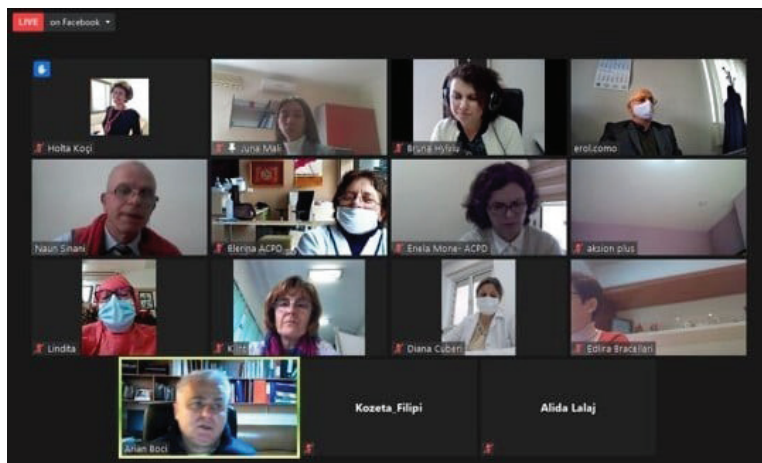 LIVE on Facebook
Holta Koçi
Juna Mali
Bruna Hylviu
erol.como
Naun Sinani
Elerina ACPD
Enela Mone- ACPD
aksion plus
Lindita
Diana Cuberi
Edlira Bracellari
Arian Boci
Kozeta_Filipi
Alida Lalaj